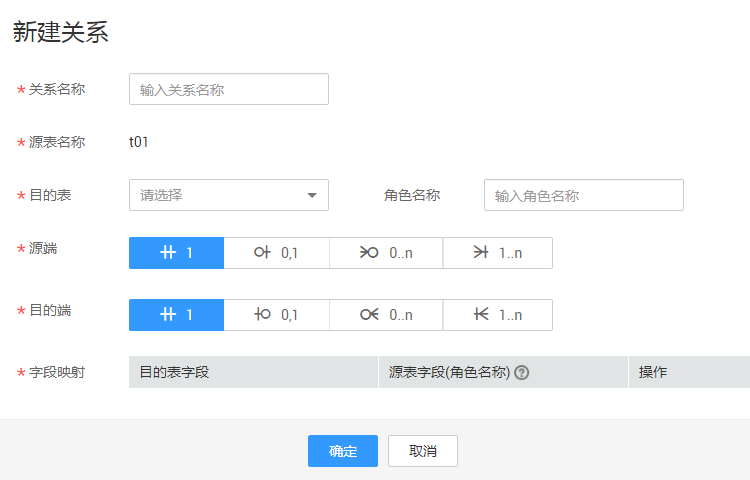 新建关系
* 关系名称 输入关系名称
* 源表名称 t01
* 目的表 请选择 角色名称 输入角色名称
* 源端 1 0,1 0..n 1..n
* 目的端 1 0,1 0..n 1..n
* 字段映射 目的表字段 源表字段(角色名称) ? 操作
确定 取消